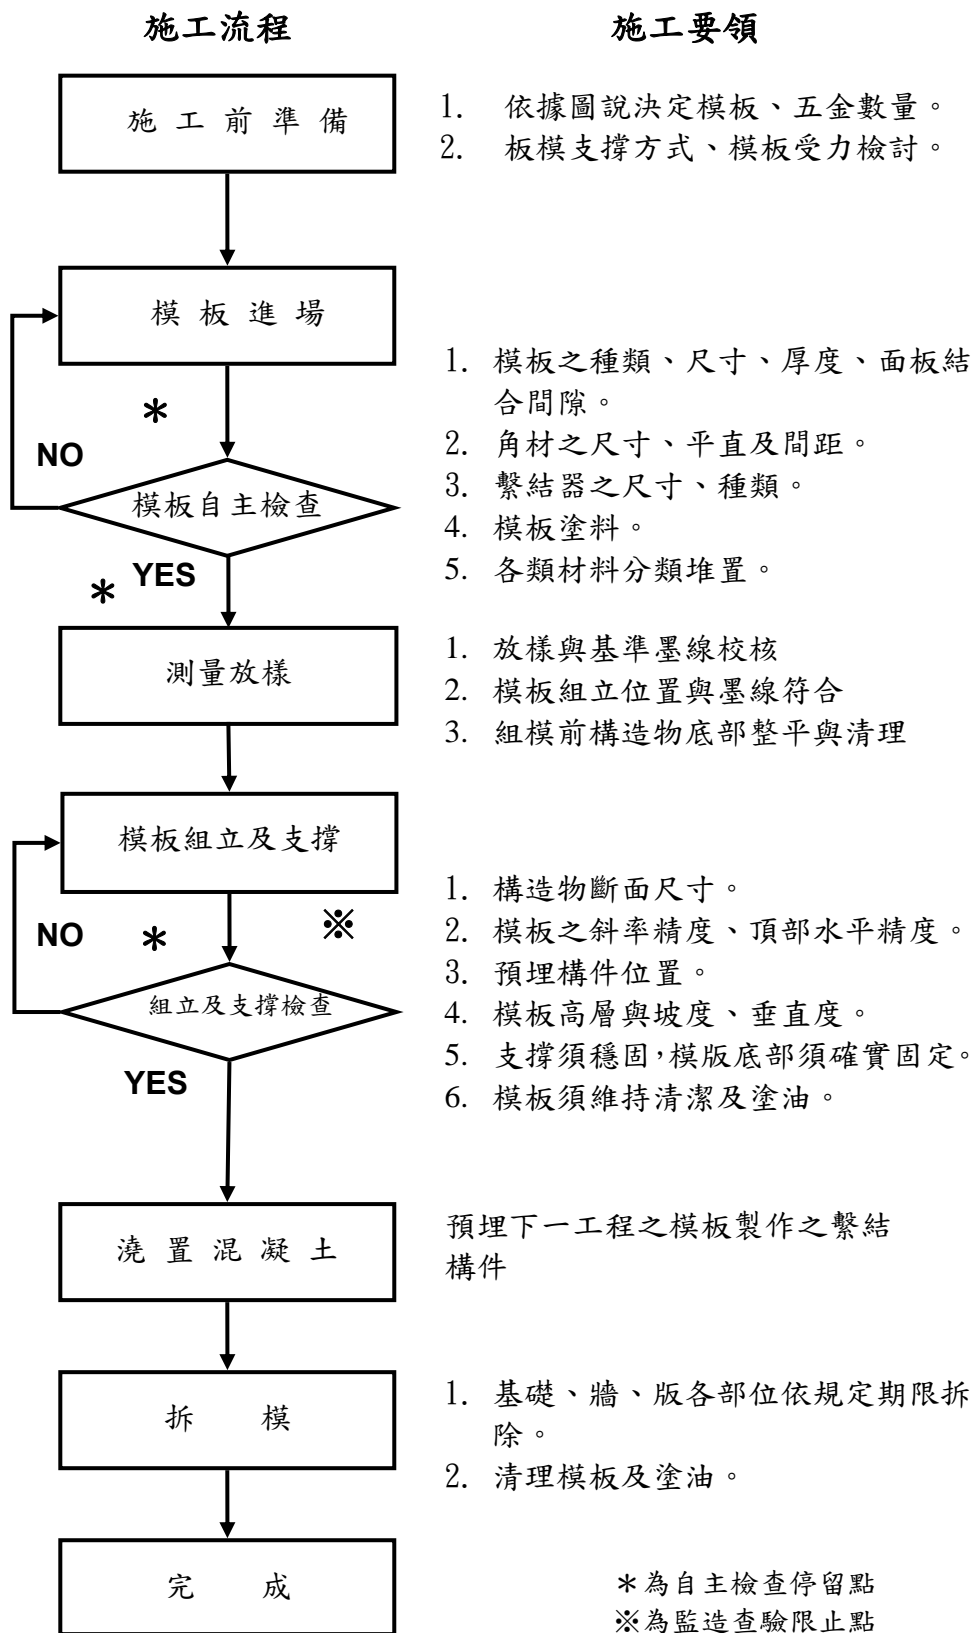 施工流程
施工要領
施工前準備
1. 依據圖說決定模板、五金數量。
2. 板模支撐方式、模板受力檢討。
模板進場
*
NO
模板自主檢查
1. 模板之種類、尺寸、厚度、面板結
合間隙。
2. 角材之尺寸、平直及間距。
3. 繫結器之尺寸、種類。
4. 模板塗料。
5. 各類材料分類堆置。
YES
*
測量放樣
1. 放樣與基準墨線校核
2. 模板組立位置與墨線符合
3. 組模前構造物底部整平與清理
模板組立及支撐
NO
*
※
組立及支撐檢查
1. 構造物斷面尺寸。
2. 模板之斜率精度、頂部水平精度。
3. 預埋構件位置。
4. 模板高層與坡度、垂直度。
5. 支撐須穩固,模版底部須確實固定。
6. 模板須維持清潔及塗油。
YES
澆置混凝土
預埋下一工程之模板製作之繫結
構件
拆模
1. 基礎、牆、版各部位依規定期限拆
除。
2. 清理模板及塗油。
完成
*為自主檢查停留點
※為監造查驗限止點